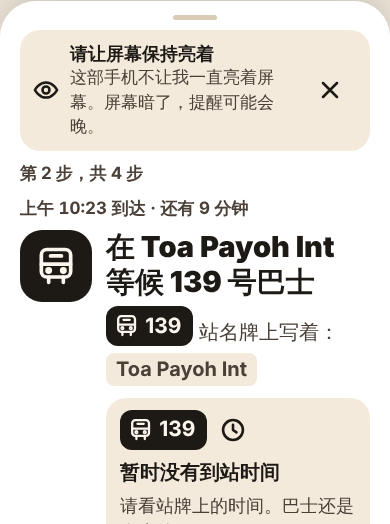 请让屏幕保持亮着
这部手机不让我一直亮着屏
幕。屏幕暗了，提醒可能会
晚。
第 2 步，共 4 步
上午 10:23 到达 · 还有 9 分钟
在 Toa Payoh Int
等候 139 号巴士
139 站名牌上写着：
Toa Payoh Int
139
暂时没有到站时间
请看站牌上的时间。巴士还是